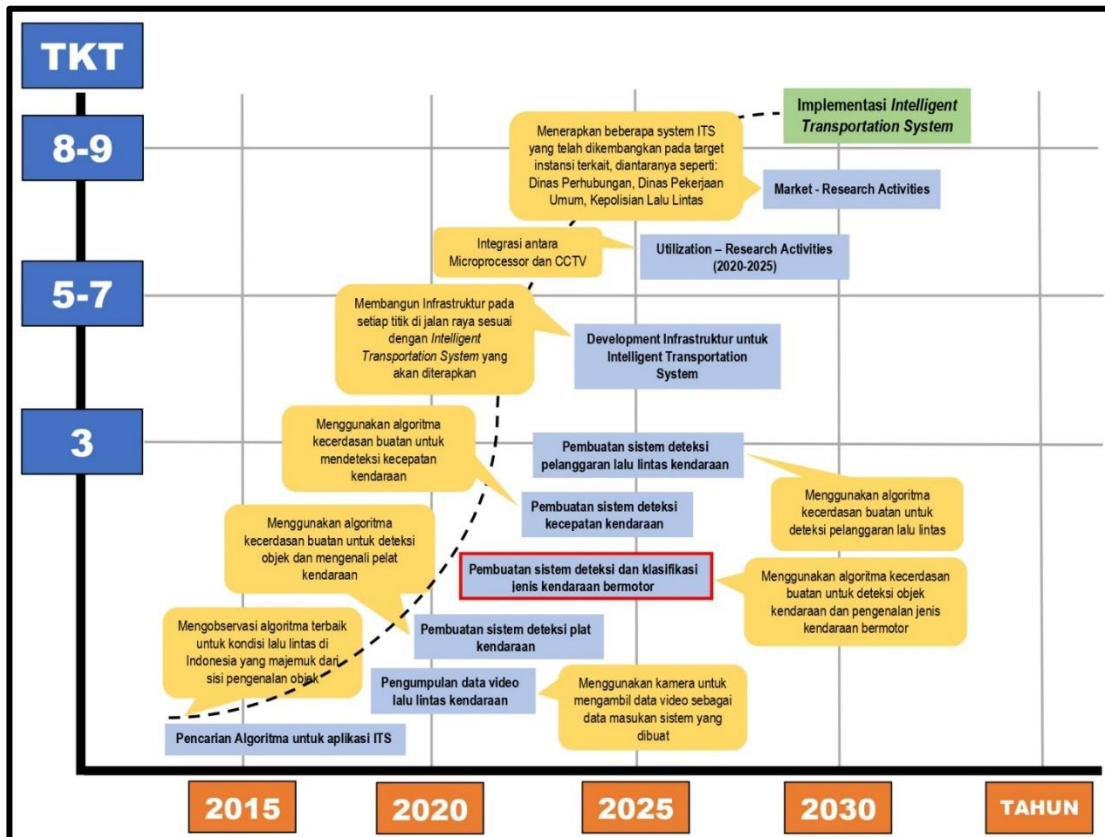 TKT
Implementasi Intelligent
Transportation System
8-9
Menerapkan beberapa system ITS
yang telah dikembangkan pada target
instansi terkait, diantaranya seperti:
Dinas Perhubungan, Dinas Pekerjaan
Umum, Kepolisian Lalu Lintas
Market - Research Activities
Integrasi antara
Microprocessor dan CCTV
Utilization – Research Activities
(2020-2025)
5-7
Membangun Infrastruktur pada
setiap titik di jalan raya sesuai
dengan Intelligent
Transportation System yang
akan diterapkan
Development Infrastruktur untuk
Intelligent Transportation
System
3
Menggunakan algoritma
kecerdasan buatan untuk
mendeteksi kecepatan
kendaraan
Pembuatan sistem deteksi
pelanggaran lalu lintas kendaraan
Menggunakan algoritma
kecerdasan buatan untuk
deteksi pelanggaran lalu lintas
Pembuatan sistem deteksi
kecepatan kendaraan
Menggunakan algoritma
kecerdasan buatan untuk deteksi
objek dan mengenali pelat
kendaraan
Pembuatan sistem deteksi dan klasifikasi
jenis kendaraan bermotor
Menggunakan algoritma kecerdasan
buatan untuk deteksi objek
kendaraan dan pengenalan jenis
kendaraan bermotor
Mengobservasi algoritma terbaik
untuk kondisi lalu lintas di
Indonesia yang majemuk dari
sisi pengenalan objek
Pembuatan sistem deteksi plat
kendaraan
Pengumpulan data video
lalu lintas kendaraan
Menggunakan kamera untuk
mengambil data video sebagai
data masukan sistem yang
dibuat
Pencarian Algoritma untuk aplikasi ITS
2015
2020
2025
2030
TAHUN